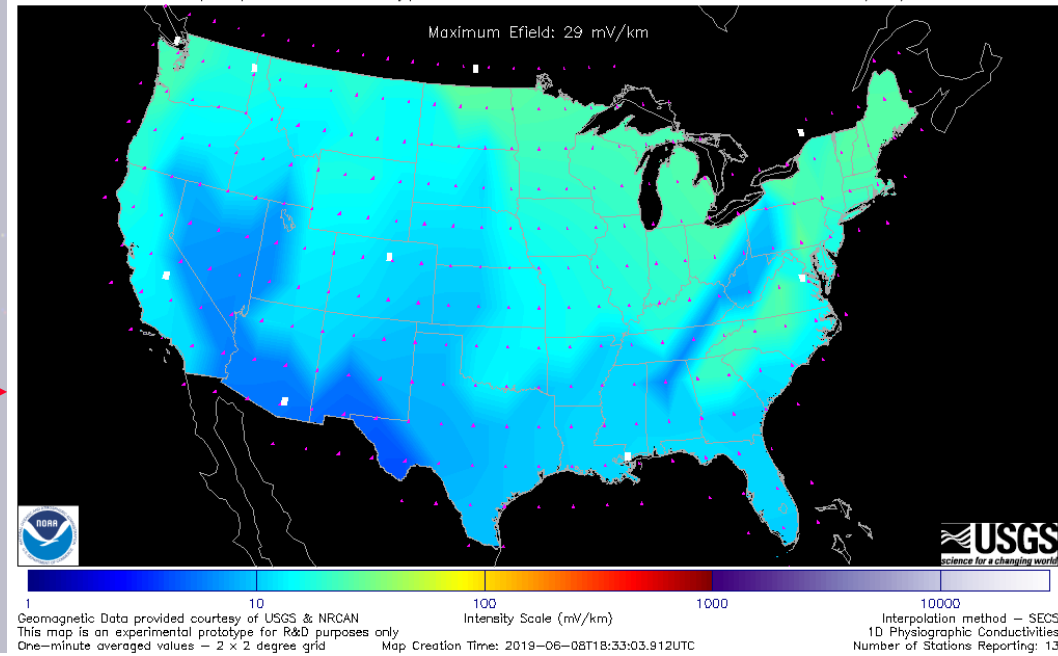 Maximum Efield: 29 mV/km
NOAA
USGS
science for a changing world
1 10 100 1000 10000
Geomagnetic Data provided courtesy of USGS & NRCAN
Intensity Scale (mV/km)
Interpolation method – SECS
This map is an experimental prototype for R&D purposes only
1D Physiographic Conductivities
One-minute averaged values – 2 × 2 degree grid
Map Creation Time: 2019-06-08T18:33:03.912UTC
Number of Stations Reporting: 13